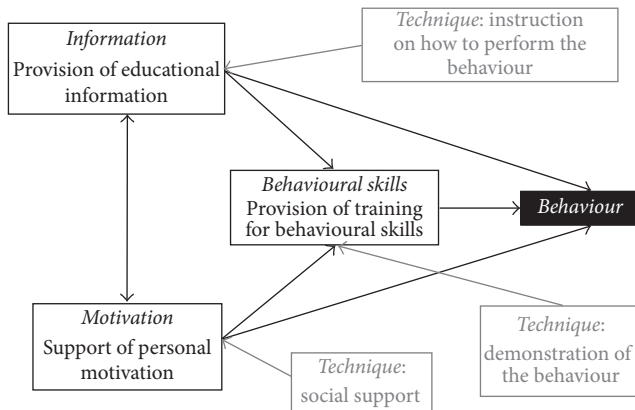 Information
Provision of educational
information
Technique: instruction
on how to perform the
behaviour
Behavioural skills
Provision of training
for behavioural skills
Behaviour
Motivation
Support of personal
motivation
Technique:
social support
Technique:
demonstration of
the behaviour